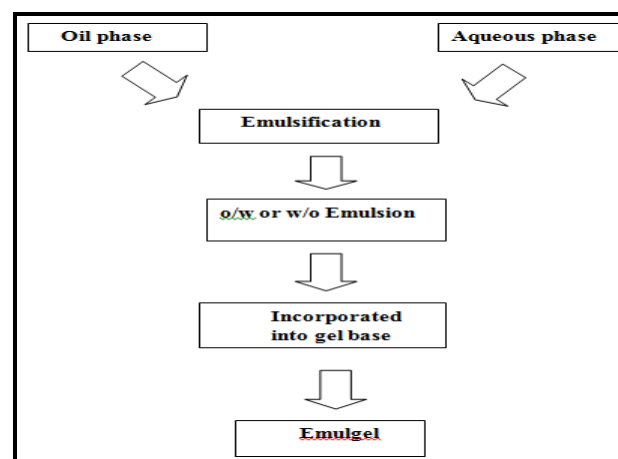 Oil phase
Aqueous phase
Emulsification
o/w or w/o Emulsion
Incorporated
into gel base
Emulgel